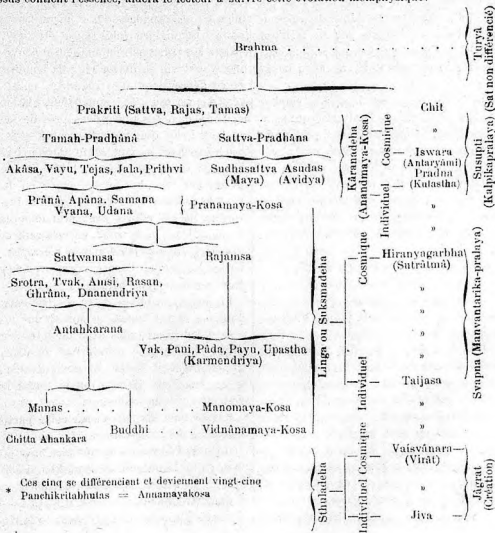 sus contient l'essence, aidera le lecteur à suivre cette évolution métaphysique.
Brahma . . . . . . . . . . . .
Prakriti (Sattva, Rajas, Tamas)
Tamah-Pradhânâ
Sattva-Pradhâna
Akâsa, Vayu, Tejas, Jala, Prithvi
Sudhasattva Asudas
(Maya) (Avidya)
Prânâ, Apâna. Samana
Vyana, Udana
Pranamaya-Kosa
Sattwamsa
Rajamsa
Srotra, Tvak, Amsi, Rasan,
Ghrâna, Dnanendriya
Antahkarana
Vak, Pani, Pâda, Payu, Upastha
(Karmendriya)
Manas . . . . . . . . . Manomaya-Kosa
Chitta Ahankara
Buddhi . . . Vidnânamaya-Kosa
* Ces cinq se différencient et deviennent vingt-cinq
Panchikritabhutas = Annamayakosa
Kâranadeha
(Anandmaya-Kosa)
Individuel Cosmique
Linga ou Suksmadeha
Individuel Cosmique
Sthuladeha
Individuel Cosmique
Chit
»
Iswara
(Antaryâmi)
Pradna
(Kutastha)
»
»
Hiranyagarbha
(Sutrâtmâ)
»
»
»
»
Taijasa
»
»
Vaisvânara
(Virât)
»
Jiva
Turyâ
(Sat non différencié)
Susupti
(Kalpikapralaya)
Svapna (Manvantarika-pralaya)
Jâgrat
(Création)